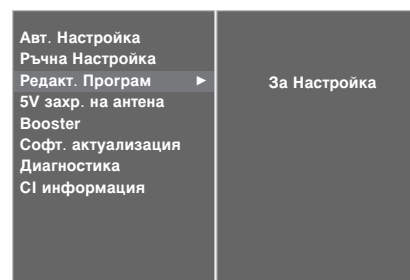 Авт. Настройка
Ръчна Настройка
Редакт. Програм ►
За Настройка
5V захр. на антена
Booster
Софт. актуализация
Диагностика
CI информация